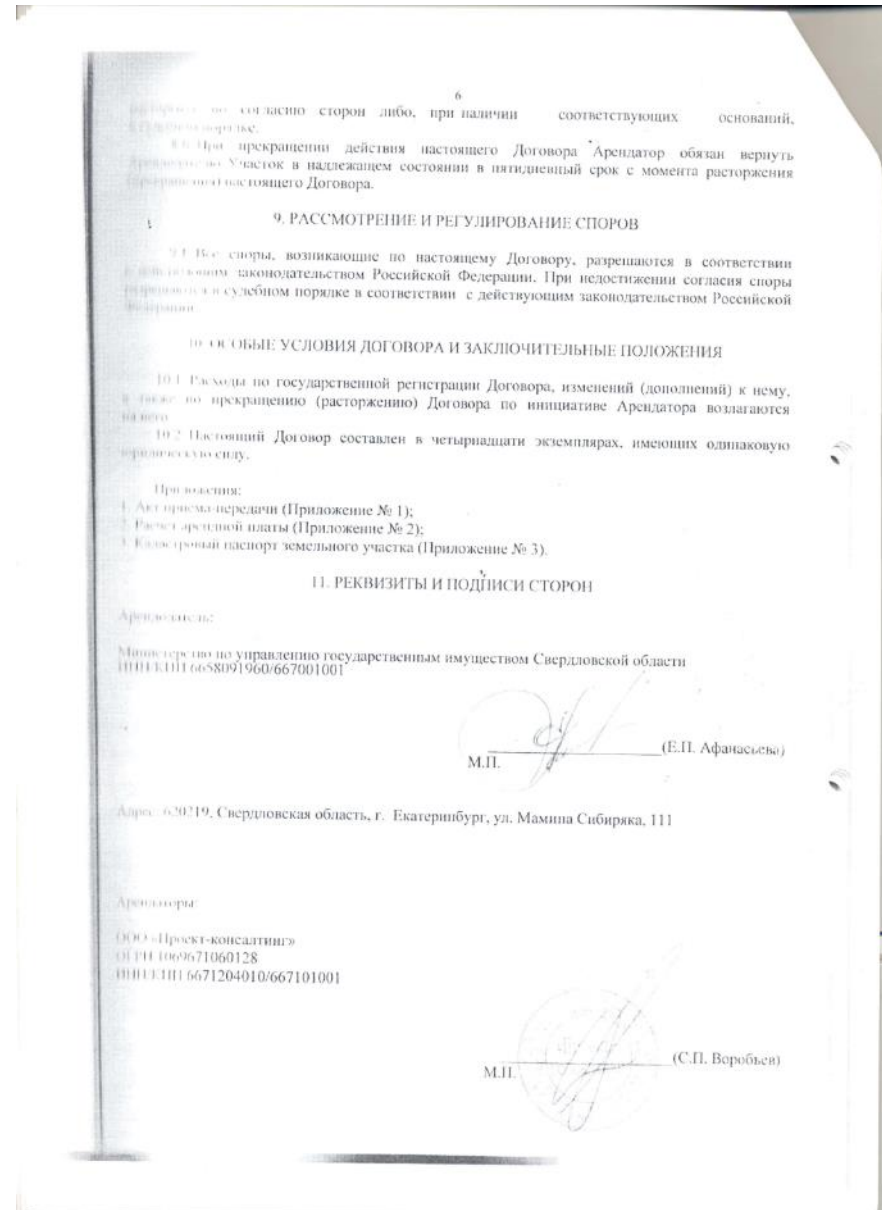 6
согласию сторон либо, при наличии соответствующих оснований,
порядке.
При прекращении действия настоящего Договора Арендатор обязан вернуть
Участок в надлежащем состоянии в пятидневный срок с момента расторжения
настоящего Договора.
9. РАССМОТРЕНИЕ И РЕГУЛИРОВАНИЕ СПОРОВ
9.1 Все споры, возникающие по настоящему Договору, разрешаются в соответствии
законодательством Российской Федерации. При недостижении согласия споры
в судебном порядке в соответствии с действующим законодательством Российской
Федерации
10. ОСОБЫЕ УСЛОВИЯ ДОГОВОРА И ЗАКЛЮЧИТЕЛЬНЫЕ ПОЛОЖЕНИЯ
10.1 Расходы по государственной регистрации Договора, изменений (дополнений) к нему,
а также по прекращению (расторжению) Договора по инициативе Арендатора возлагаются
на него
10.2 Настоящий Договор составлен в четырнадцати экземплярах, имеющих одинаковую
юридическую силу.
Приложения:
1. Акт приема-передачи (Приложение № 1);
2. Расчет арендной платы (Приложение № 2);
3. Кадастровый паспорт земельного участка (Приложение № 3).
11. РЕКВИЗИТЫ И ПОДПИСИ СТОРОН
Арендодатель:
Министерство по управлению государственным имуществом Свердловской области
ИНН/КПП 6658091960/667001001
(Е.П. Афанасьева)
М.П.
Адрес: 620219, Свердловская область, г. Екатеринбург, ул. Мамина Сибиряка, 111
Арендаторы:
ООО «Проект-консалтинг»
ОГРН 1069671060128
ИНН/КПП 6671204010/667101001
(С.П. Воробьев)
М.П.